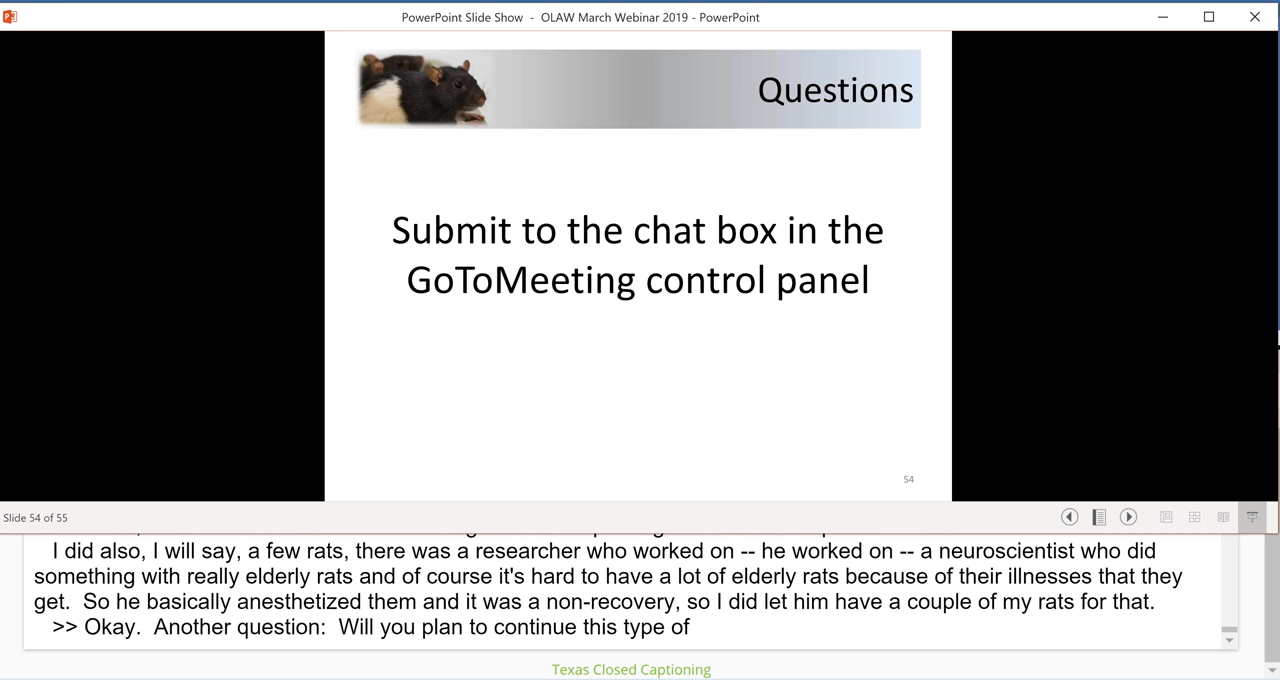 PowerPoint Slide Show - OLAW March Webinar 2019 - PowerPoint
Questions
Submit to the chat box in the
GoToMeeting control panel
54
Slide 54 of 55
I did also, I will say, a few rats, there was a researcher who worked on -- he worked on -- a neuroscientist who did
something with really elderly rats and of course it's hard to have a lot of elderly rats because of their illnesses that they
get.  So he basically anesthetized them and it was a non-recovery, so I did let him have a couple of my rats for that.
>> Okay.  Another question:  Will you plan to continue this type of
Texas Closed Captioning